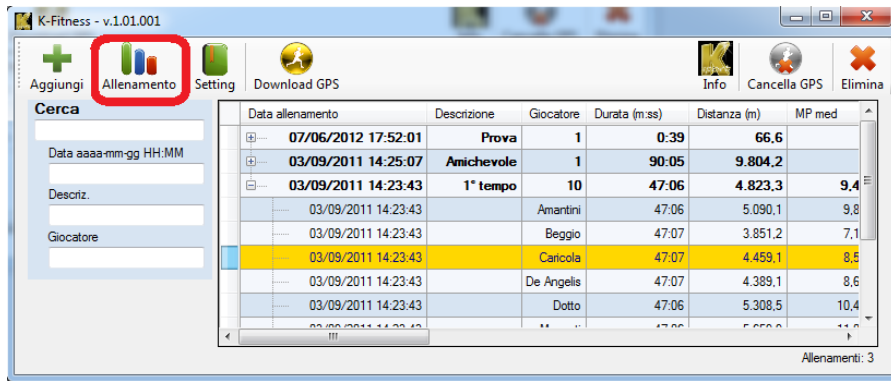 K-Fitness - v.1.01.001
Aggiungi Allenamento Setting Download GPS Info Cancella GPS Elimina
Cerca
Data aaaa-mm-gg HH:MM
Descriz.
Giocatore
Data allenamento Descrizione Giocatore Durata (m:ss) Distanza (m) MP med
07/06/2012 17:52:01 Prova 1 0:39 66,6
03/09/2011 14:25:07 Amichevole 1 90:05 9.804,2
03/09/2011 14:23:43 1° tempo 10 47:06 4.823,3 9,4
03/09/2011 14:23:43 Amantini 47:06 5.090,1 9,8
03/09/2011 14:23:43 Beggio 47:07 3.851,2 7,1
03/09/2011 14:23:43 Caricola 47:07 4.459,1 8,5
03/09/2011 14:23:43 De Angelis 47:07 4.389,1 8,6
03/09/2011 14:23:43 Dotto 47:06 5.308,5 10,4
Allenamenti: 3